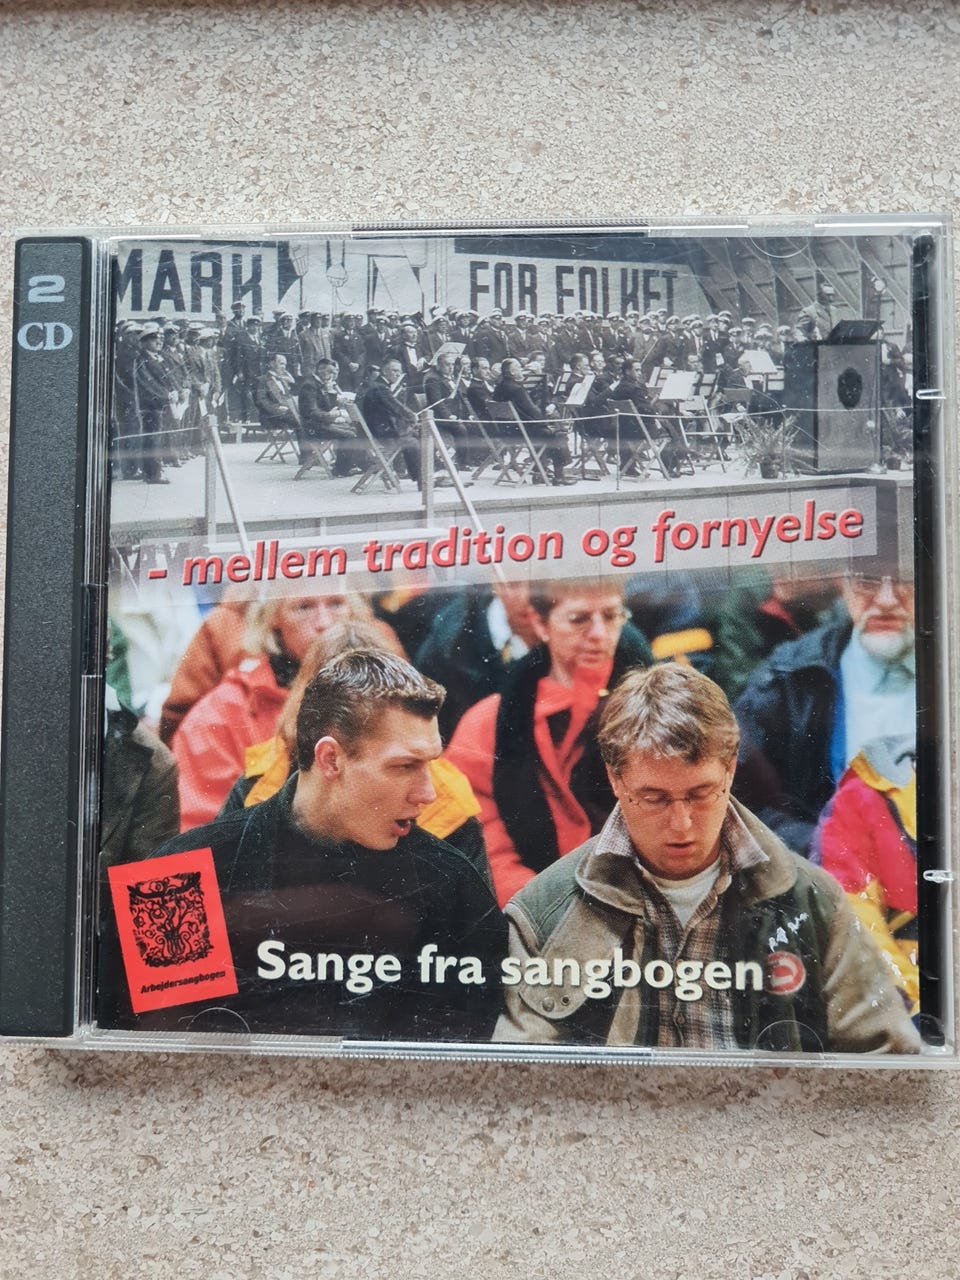 2
CD
MARK
FOR FOLKET
- mellem tradition og fornyelse
Arbejdersangbogen
Sange fra sangbogen